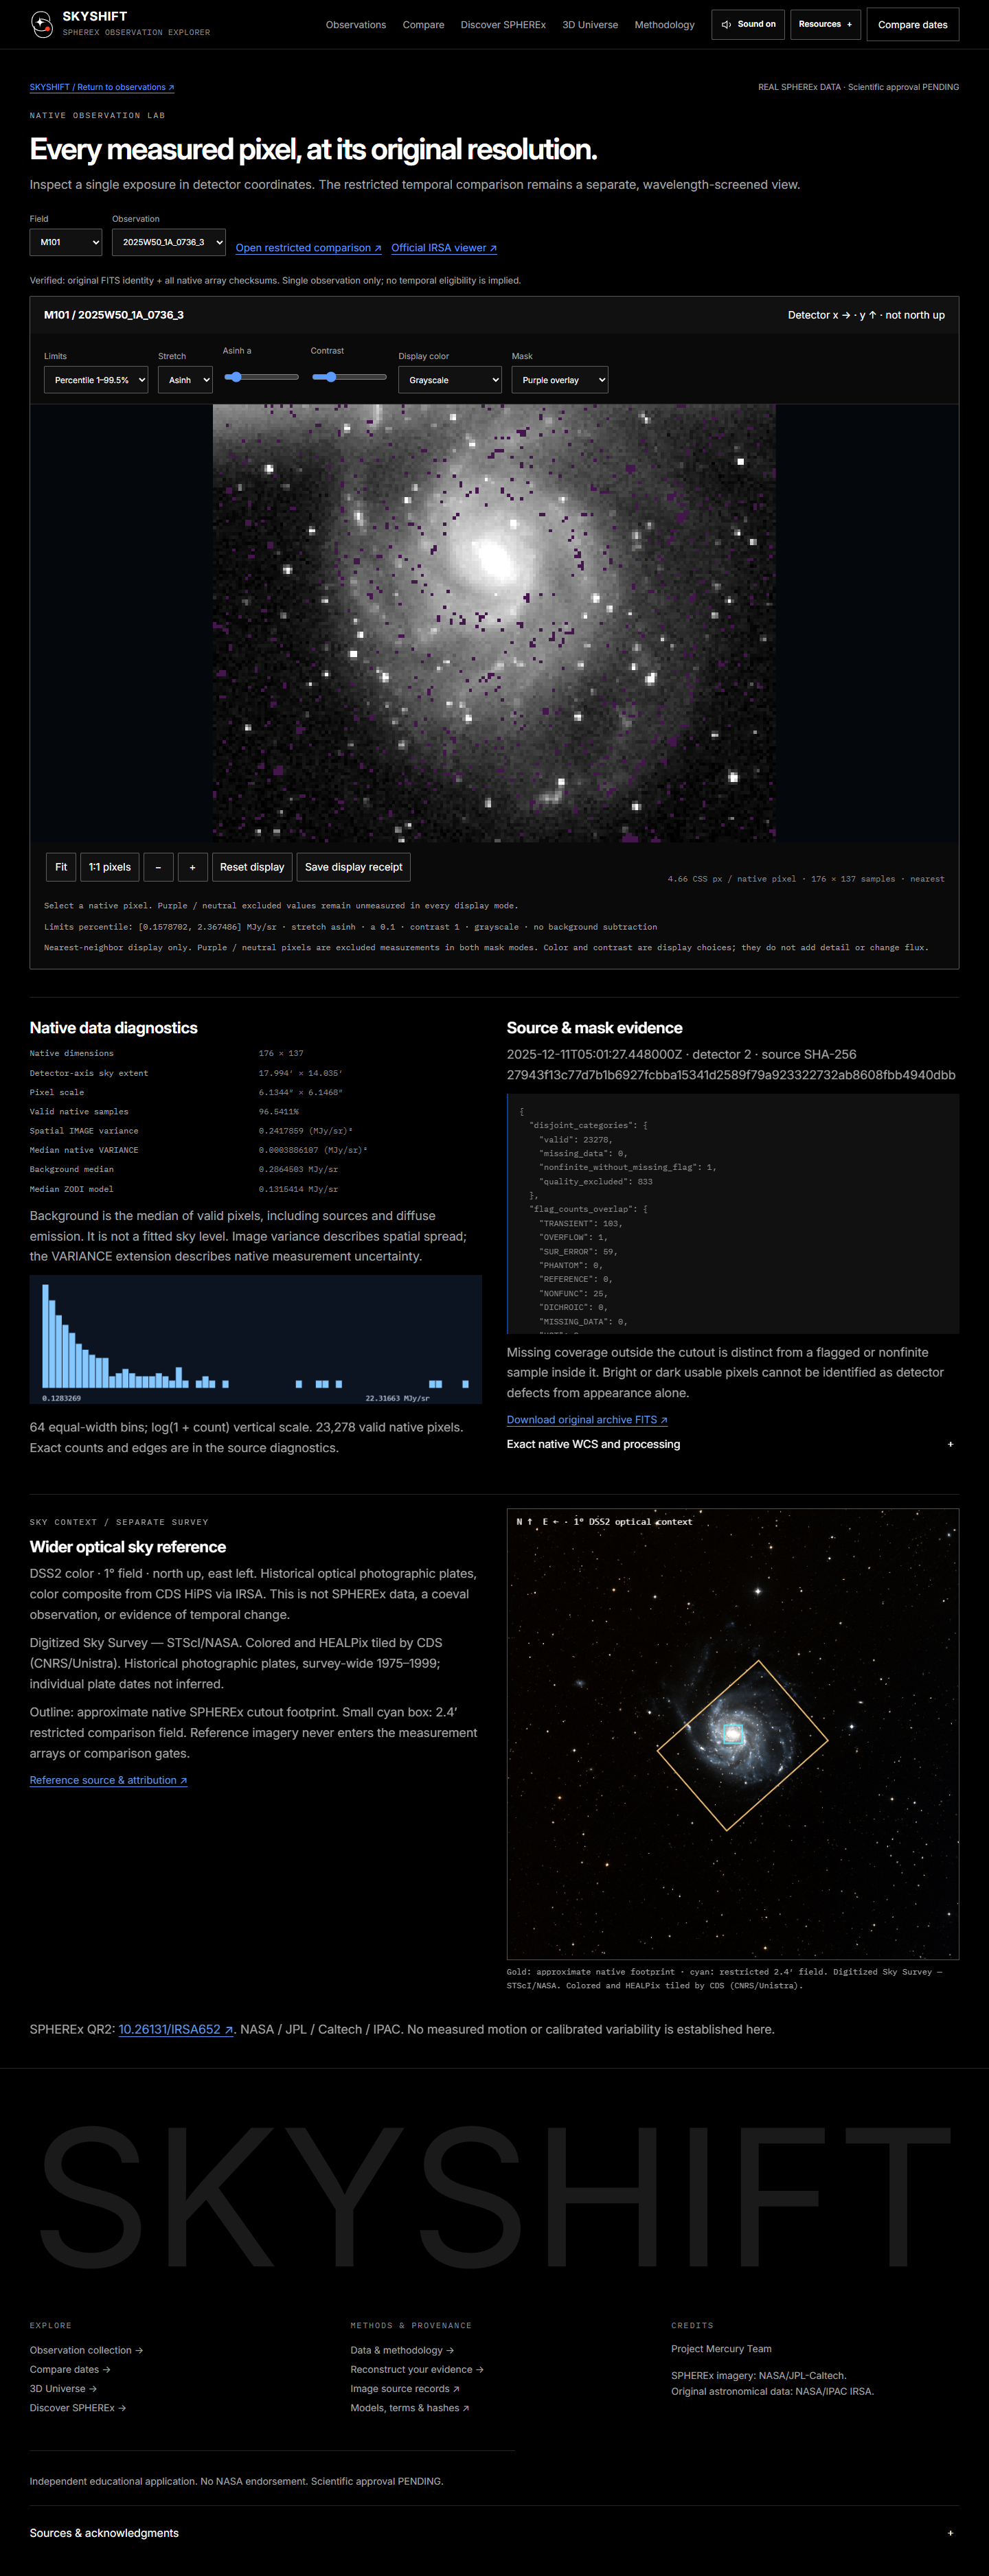 SKYSHIFT
SPHEREX OBSERVATION EXPLORER
Observations
Compare
Discover SPHEREx
3D Universe
Methodology
Sound on
Resources +
Compare dates
SKYSHIFT / Return to observations ↗
REAL SPHEREx DATA · Scientific approval PENDING
NATIVE OBSERVATION LAB
Every measured pixel, at its original resolution.
Inspect a single exposure in detector coordinates. The restricted temporal comparison remains a separate, wavelength-screened view.
Field
Observation
M101
2025W50_1A_0736_3
Open restricted comparison ↗
Official IRSA viewer ↗
Verified: original FITS identity + all native array checksums. Single observation only; no temporal eligibility is implied.
M101 / 2025W50_1A_0736_3
Detector x → · y ↑ · not north up
Limits
Stretch
Asinh a
Contrast
Display color
Mask
Percentile 1–99.5%
Asinh
Grayscale
Purple overlay
Fit
1:1 pixels
−
+
Reset display
Save display receipt
4.66 CSS px / native pixel · 176 × 137 samples · nearest
Select a native pixel. Purple / neutral excluded values remain unmeasured in every display mode.
Limits percentile: [0.1578702, 2.367486] MJy/sr · stretch asinh · a 0.1 · contrast 1 · grayscale · no background subtraction
Nearest-neighbor display only. Purple / neutral pixels are excluded measurements in both mask modes. Color and contrast are display choices; they do not add detail or change flux.
Native data diagnostics
Native dimensions 176 × 137
Detector-axis sky extent 17.994′ × 14.035′
Pixel scale 6.1344″ × 6.1468″
Valid native samples 96.5411%
Spatial IMAGE variance 0.2417859 (MJy/sr)²
Median native VARIANCE 0.0003886107 (MJy/sr)²
Background median 0.2864503 MJy/sr
Median ZODI model 0.1315414 MJy/sr
Background is the median of valid pixels, including sources and diffuse
emission. It is not a fitted sky level. Image variance describes spatial spread;
the VARIANCE extension describes native measurement uncertainty.
0.1283269
22.31663 MJy/sr
64 equal-width bins; log(1 + count) vertical scale. 23,278 valid native pixels.
Exact counts and edges are in the source diagnostics.
Source & mask evidence
2025-12-11T05:01:27.448000Z · detector 2 · source SHA-256
27943f13c77d7b1b6927fcbba15341d2589f79a923322732ab8608fbb4940dbb
{
"disjoint_categories": {
"valid": 23278,
"missing_data": 0,
"nonfinite_without_missing_flag": 1,
"quality_excluded": 833
},
"flag_counts_overlap": {
"TRANSIENT": 103,
"OVERFLOW": 1,
"SUR_ERROR": 59,
"PHANTOM": 0,
"REFERENCE": 0,
"NONFUNC": 25,
"DICHROIC": 0,
"MISSING_DATA": 0,
Missing coverage outside the cutout is distinct from a flagged or nonfinite
sample inside it. Bright or dark usable pixels cannot be identified as detector
defects from appearance alone.
Download original archive FITS ↗
Exact native WCS and processing +
SKY CONTEXT / SEPARATE SURVEY
Wider optical sky reference
DSS2 color · 1° field · north up, east left. Historical optical photographic plates,
color composite from CDS HiPS via IRSA. This is not SPHEREx data, a coeval
observation, or evidence of temporal change.
Digitized Sky Survey — STScI/NASA. Colored and HEALPix tiled by CDS
(CNRS/Unistra). Historical photographic plates, survey-wide 1975–1999;
individual plate dates not inferred.
Outline: approximate native SPHEREx cutout footprint. Small cyan box: 2.4′
restricted comparison field. Reference imagery never enters the measurement
arrays or comparison gates.
Reference source & attribution ↗
N ↑ E ← · 1° DSS2 optical context
Gold: approximate native footprint · cyan: restricted 2.4′ field. Digitized Sky Survey —
STScI/NASA. Colored and HEALPix tiled by CDS (CNRS/Unistra).
SPHEREx QR2: 10.26131/IRSA652 ↗. NASA / JPL / Caltech / IPAC. No measured motion or calibrated variability is established here.
SKYSHIFT
EXPLORE
Observation collection →
Compare dates →
3D Universe →
Discover SPHEREx →
METHODS & PROVENANCE
Data & methodology →
Reconstruct your evidence →
Image source records ↗
Models, terms & hashes ↗
CREDITS
Project Mercury Team
SPHEREx imagery: NASA/JPL-Caltech.
Original astronomical data: NASA/IPAC IRSA.
Independent educational application. No NASA endorsement. Scientific approval PENDING.
Sources & acknowledgments +